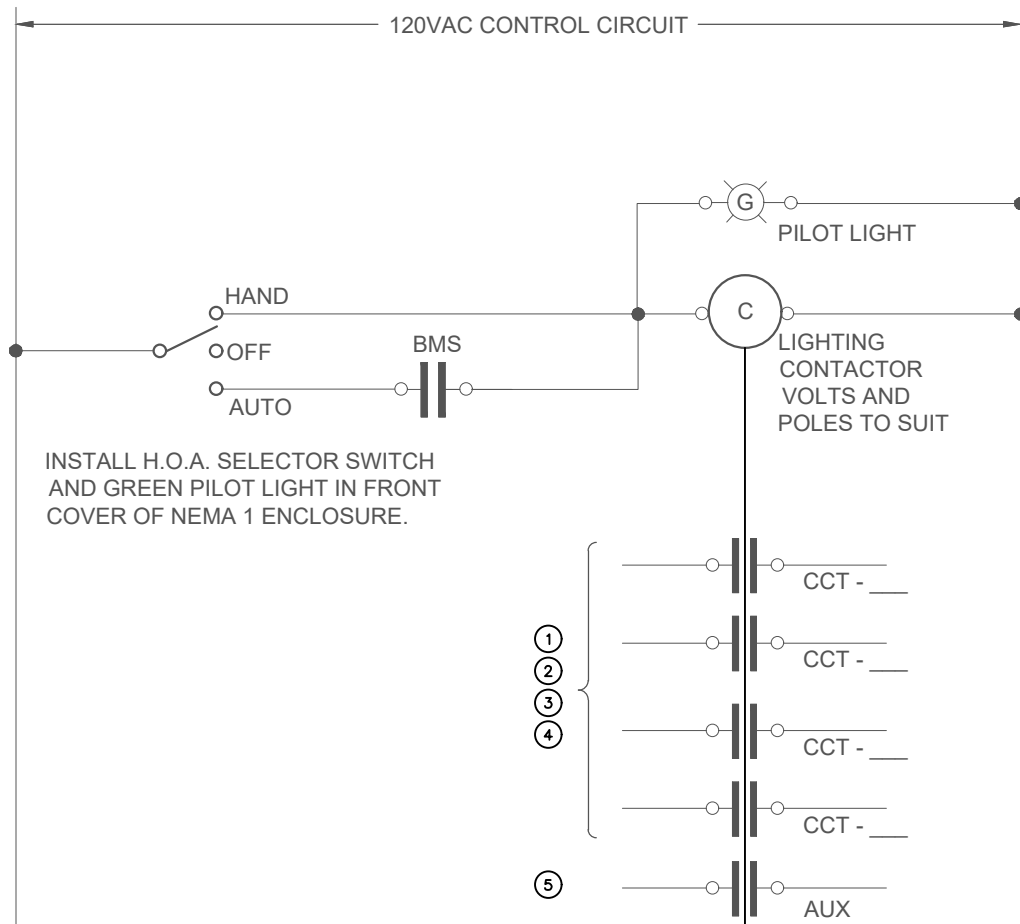 120VAC CONTROL CIRCUIT
G
PILOT LIGHT
HAND
C
OFF
BMS
LIGHTING
CONTACTOR
VOLTS AND
POLES TO SUIT
AUTO
INSTALL H.O.A. SELECTOR SWITCH
AND GREEN PILOT LIGHT IN FRONT
COVER OF NEMA 1 ENCLOSURE.
CCT - ___
1
CCT - ___
2
3
4
CCT - ___
CCT - ___
5
AUX